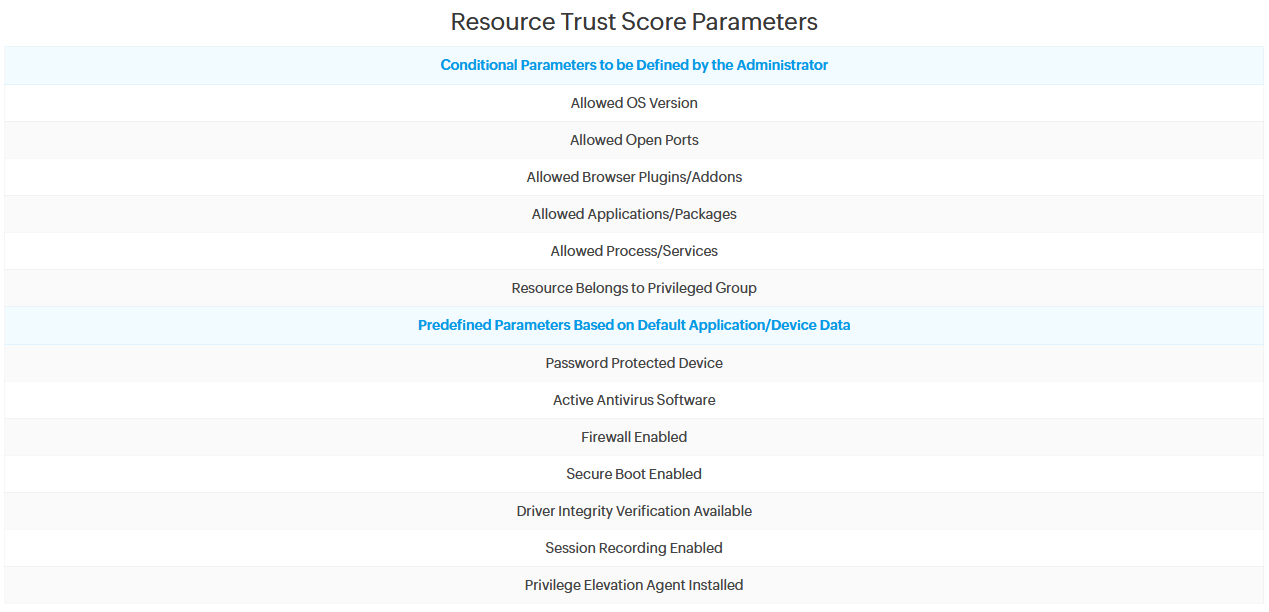 Resource Trust Score Parameters
Conditional Parameters to be Defined by the Administrator
Allowed OS Version
Allowed Open Ports
Allowed Browser Plugins/Addons
Allowed Applications/Packages
Allowed Process/Services
Resource Belongs to Privileged Group
Predefined Parameters Based on Default Application/Device Data
Password Protected Device
Active Antivirus Software
Firewall Enabled
Secure Boot Enabled
Driver Integrity Verification Available
Session Recording Enabled
Privilege Elevation Agent Installed